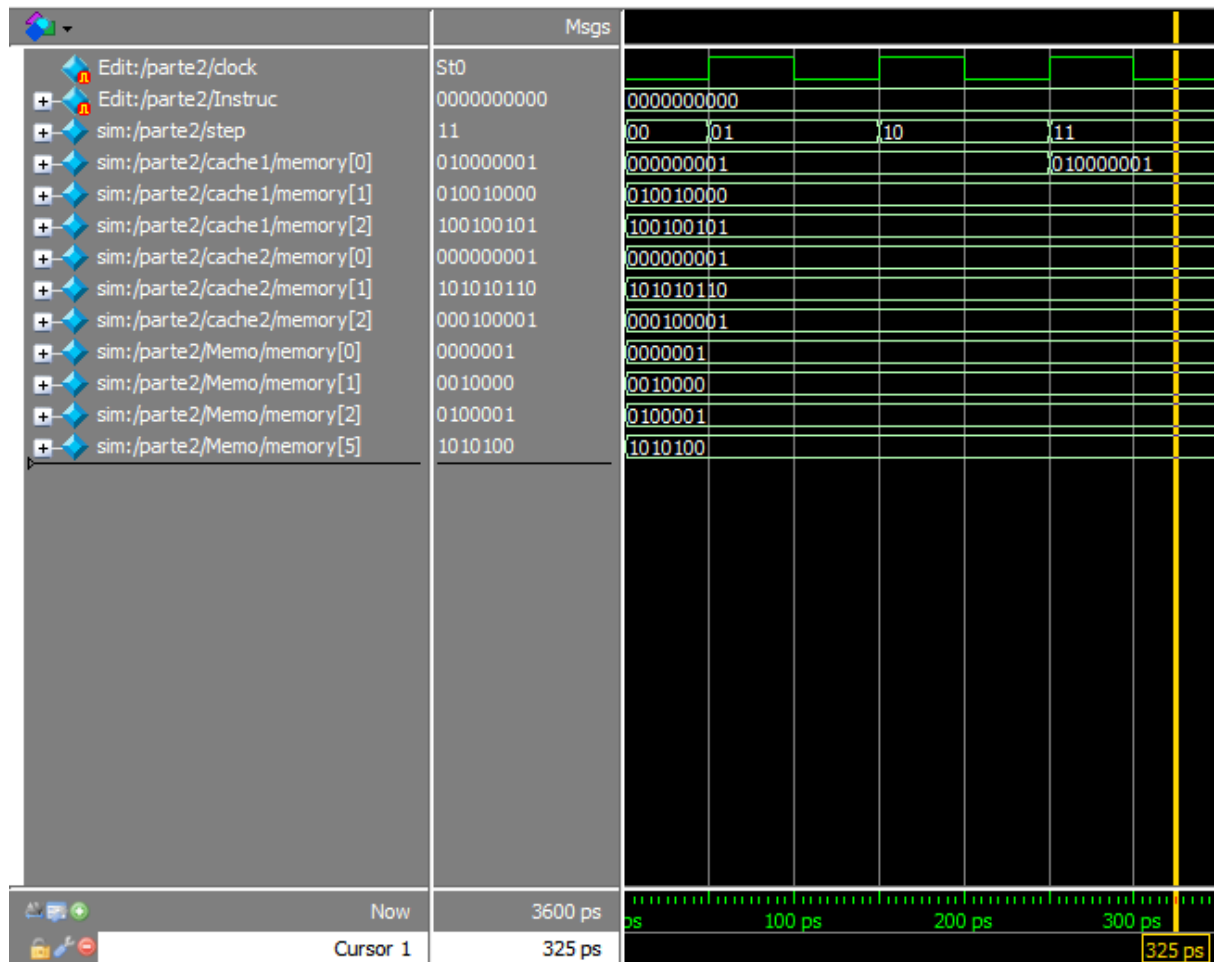 Msgs
Edit:/parte2/clock St0
Edit:/parte2/Instruc 0000000000 0000000000
sim:/parte2/step 11 00 01 10 11
sim:/parte2/cache1/memory[0] 010000001 000000001 010000001
sim:/parte2/cache1/memory[1] 010010000 010010000
sim:/parte2/cache1/memory[2] 100100101 100100101
sim:/parte2/cache2/memory[0] 000000001 000000001
sim:/parte2/cache2/memory[1] 101010110 101010110
sim:/parte2/cache2/memory[2] 000100001 000100001
sim:/parte2/Memo/memory[0] 0000001 0000001
sim:/parte2/Memo/memory[1] 0010000 0010000
sim:/parte2/Memo/memory[2] 0100001 0100001
sim:/parte2/Memo/memory[5] 1010100 1010100
Now 3600 ps ps 100 ps 200 ps 300 ps
Cursor 1 325 ps 325 ps